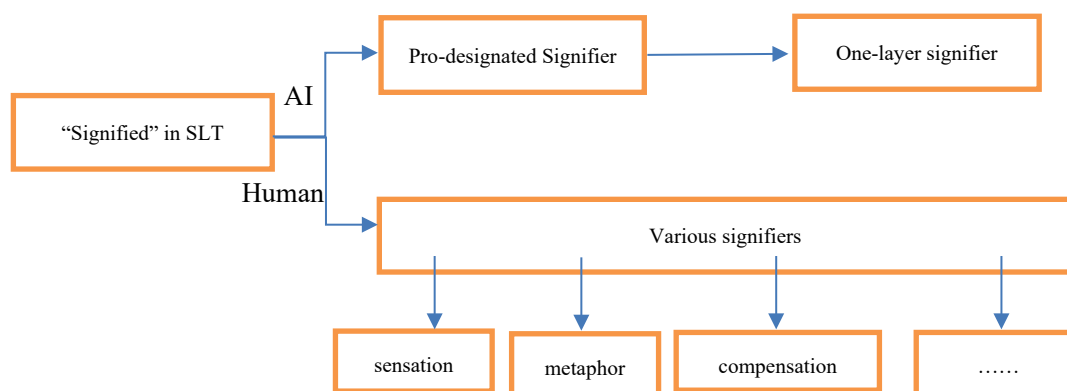 Pro-designated Signifier
One-layer signifier
AI
“Signified” in SLT
Human
Various signifiers
sensation
metaphor
compensation
……